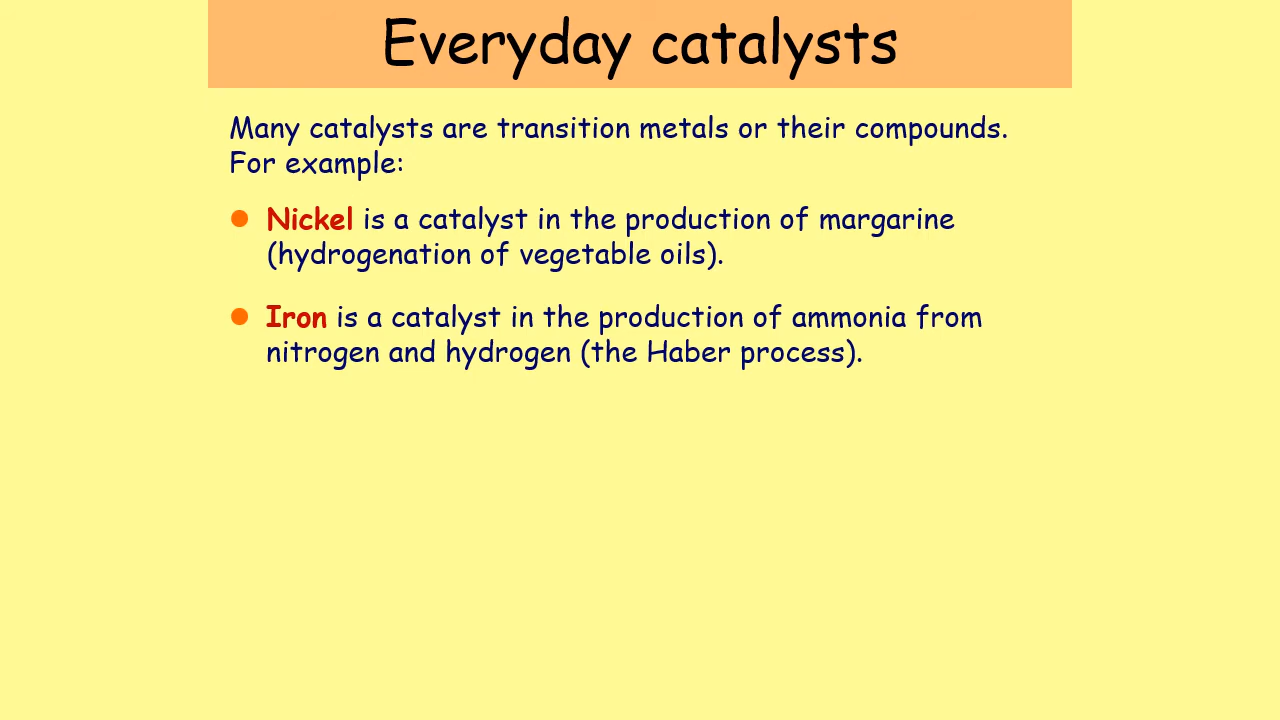 Everyday catalysts
Many catalysts are transition metals or their compounds.
For example:
Nickel is a catalyst in the production of margarine
(hydrogenation of vegetable oils).
Iron is a catalyst in the production of ammonia from
nitrogen and hydrogen (the Haber process).